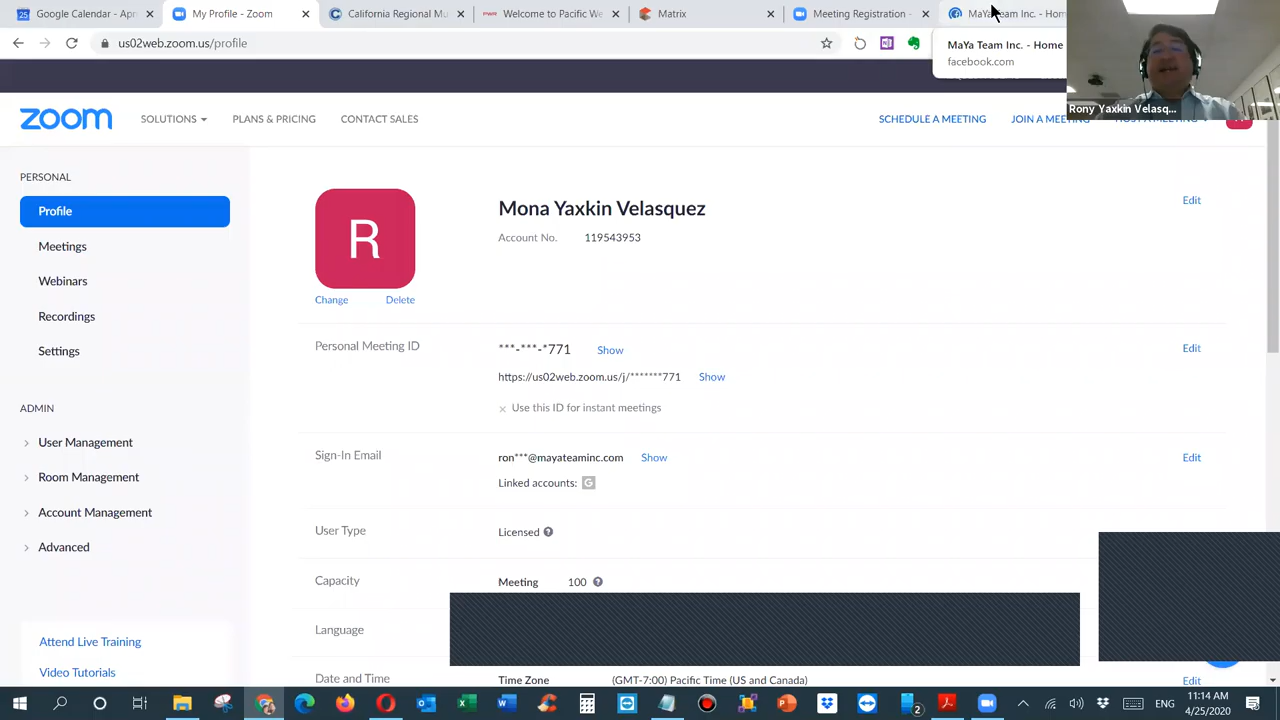 Google Calendar - Apri
My Profile - Zoom
California Regional Mu
PWR
Welcome to Pacific We
Matrix
Meeting Registration -
MaYa Team Inc. - Hom
us02web.zoom.us/profile
MaYa Team Inc. - Home
facebook.com
Rony Yaxkin Velasq...
zoom
SOLUTIONS
PLANS & PRICING
CONTACT SALES
SCHEDULE A MEETING
JOIN A MEETING
HOST A MEETING
PERSONAL
Profile
Meetings
Webinars
Recordings
Settings
ADMIN
User Management
Room Management
Account Management
Advanced
Attend Live Training
Video Tutorials
R
Change
Delete
Mona Yaxkin Velasquez
Edit
Account No. 119543953
Personal Meeting ID
***-***-*771 Show
Edit
https://us02web.zoom.us/j/*******771 Show
× Use this ID for instant meetings
Sign-In Email
ron***@mayateaminc.com Show
Edit
Linked accounts: G
User Type
Licensed ?
Capacity
Meeting 100 ?
Language
Date and Time
Time Zone (GMT-7:00) Pacific Time (US and Canada)
Edit
ENG
11:14 AM
4/25/2020